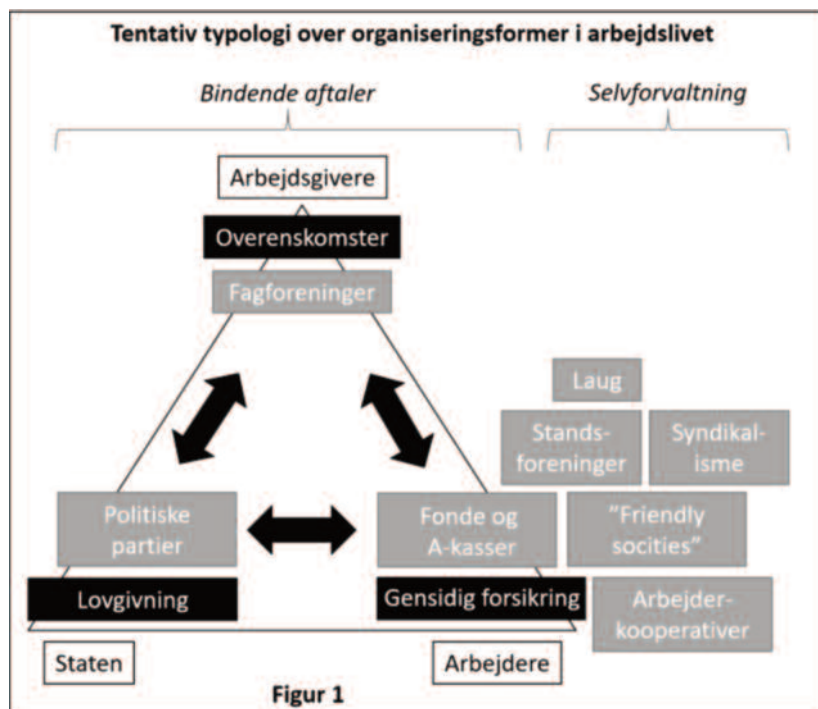 Tentativ typologi over organiseringsformer i arbejdslivet
Bindende aftaler
Selvforvaltning
Arbejdsgivere
Overenskomster
Fagforeninger
Laug
Stands-
foreninger
Syndikal-
isme
Politiske
partier
Fonde og
A-kasser
"Friendly
socities"
Lovgivning
Gensidig forsikring
Arbejder-
kooperativer
Staten
Arbejdere
Figur 1